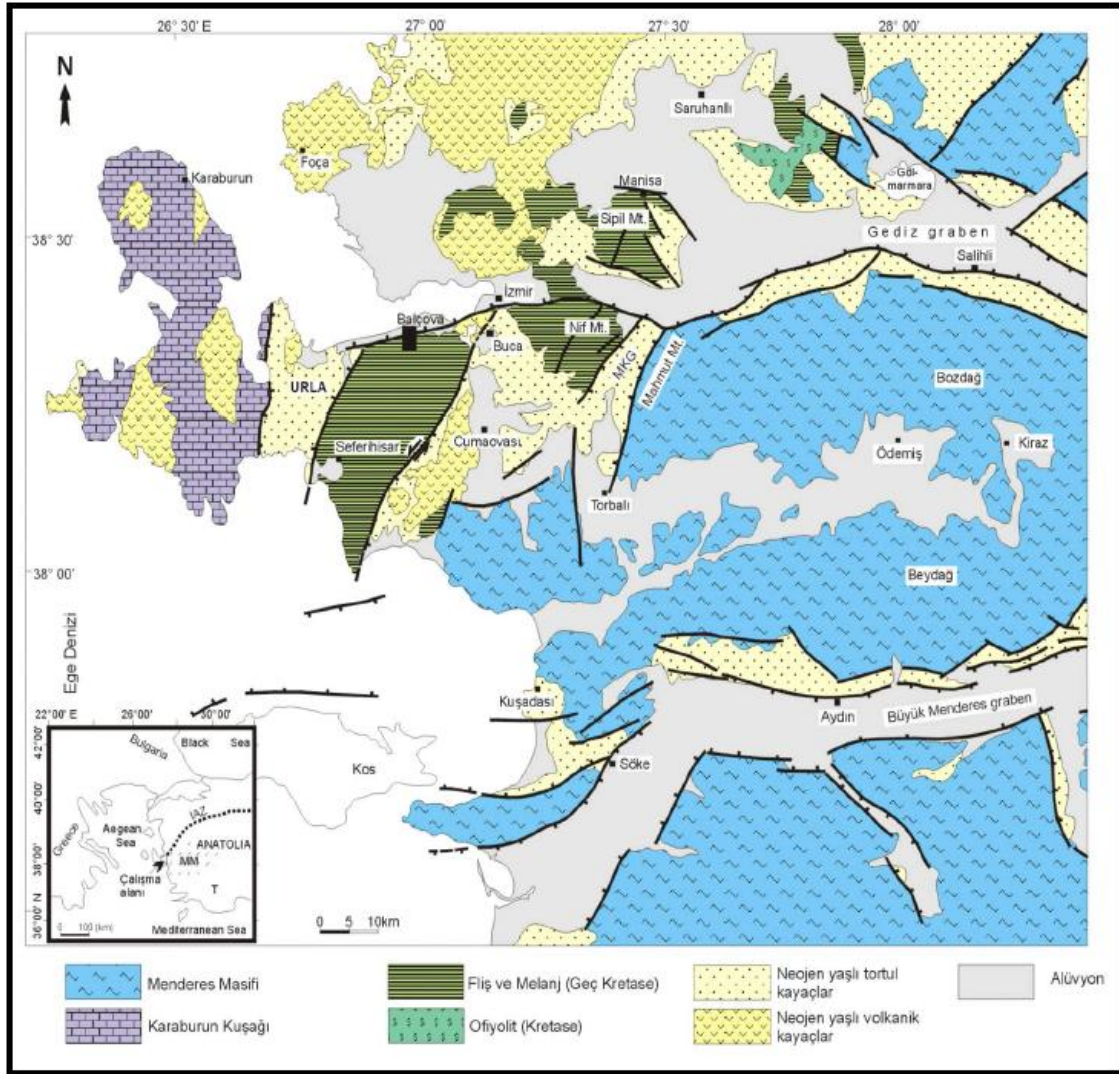 26° 30' E
27° 00'
27° 30'
28° 00'
N
Saruhanlı
Foça
Karaburun
Manisa
Göl-
marmara
Sipil Mt.
38° 30'
Gediz graben
Salihli
İzmir
Balçova
Buca
Nif Mt.
MKG
Mahmut Mt.
URLA
Bozdağ
Seferihisar
Cumaovası
Ödemiş
Kiraz
Torbalı
38° 00'
Beydağ
Ege Denizi
Kuşadası
Aydın
Büyük Menderes graben
Söke
Kos
22°00'E
26°00'
30°00'
42°00'
40°00'
38°00'
36°00' N
Bulgaria
Black Sea
Greece
Aegean
Sea
IAZ
ANATOLIA
MM
Çalışma
alanı
T
0 100 (km)
Mediterranean Sea
0 5 10km
Menderes Masifi
Karaburun Kuşağı
Fliş ve Melanj (Geç Kretase)
Ofiyolit (Kretase)
Neojen yaşlı tortul
kayaçlar
Neojen yaşlı volkanik
kayaçlar
Alüvyon